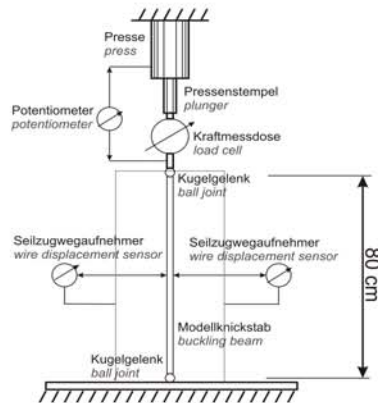 Presse
press
Pressenstempel
plunger
Potentiometer
potentiometer
Kraftmessdose
load cell
Kugelgelenk
ball joint
Seilzugwegaufnehmer
wire displacement sensor
Seilzugwegaufnehmer
wire displacement sensor
80 cm
Modellknickstab
buckling beam
Kugelgelenk
ball joint